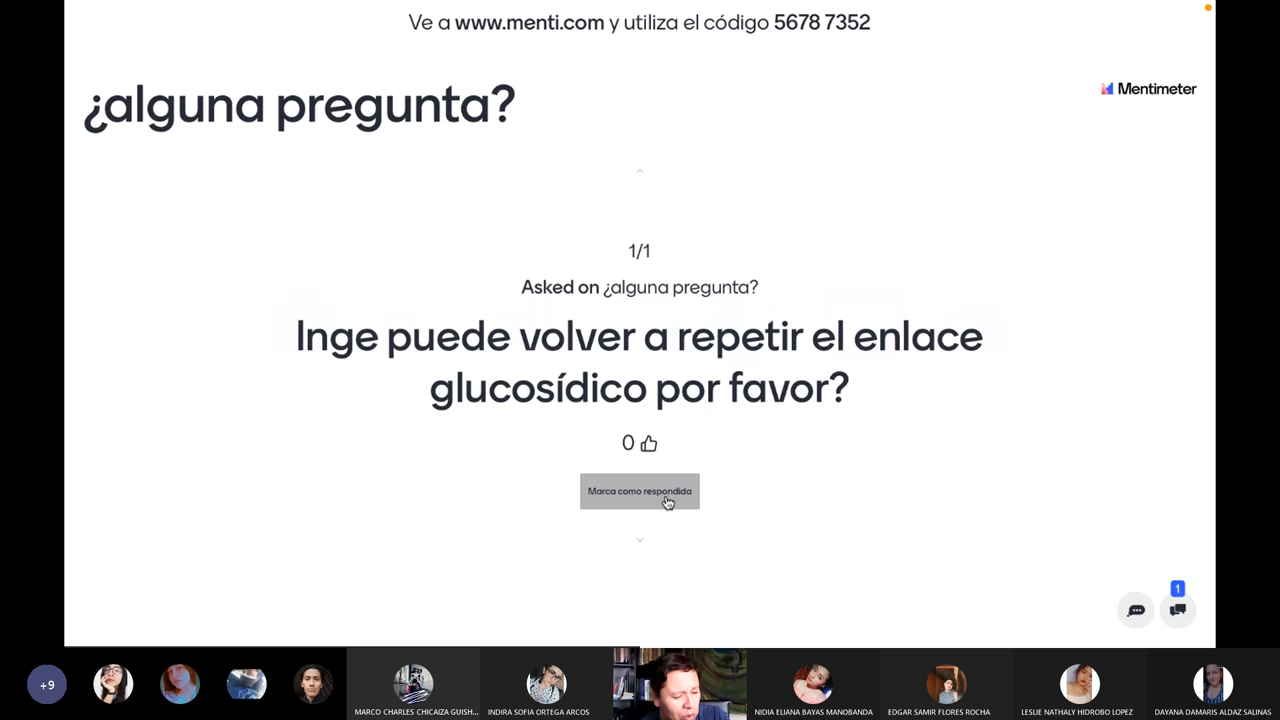 Ve a www.menti.com y utiliza el código 5678 7352
¿alguna pregunta?
Mentimeter
1/1
Asked on ¿alguna pregunta?
Inge puede volver a repetir el enlace
glucosídico por favor?
0
Marca como respondida
1
+9
MARCO CHARLES CHICAIZA GUISH...
INDIRA SOFIA ORTEGA ARCOS
NIDIA ELIANA BAYAS MANOBANDA
EDGAR SAMIR FLORES ROCHA
LESLIE NATHALY HIDROBO LOPEZ
DAYANA DAMARIS ALDAZ SALINAS